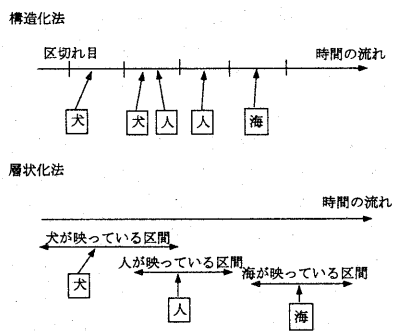 構造化法
区切れ目 時間の流れ
犬 犬 人 人 海
層状化法
時間の流れ
犬が映っている区間
人が映っている区間 海が映っている区間
犬 人 海